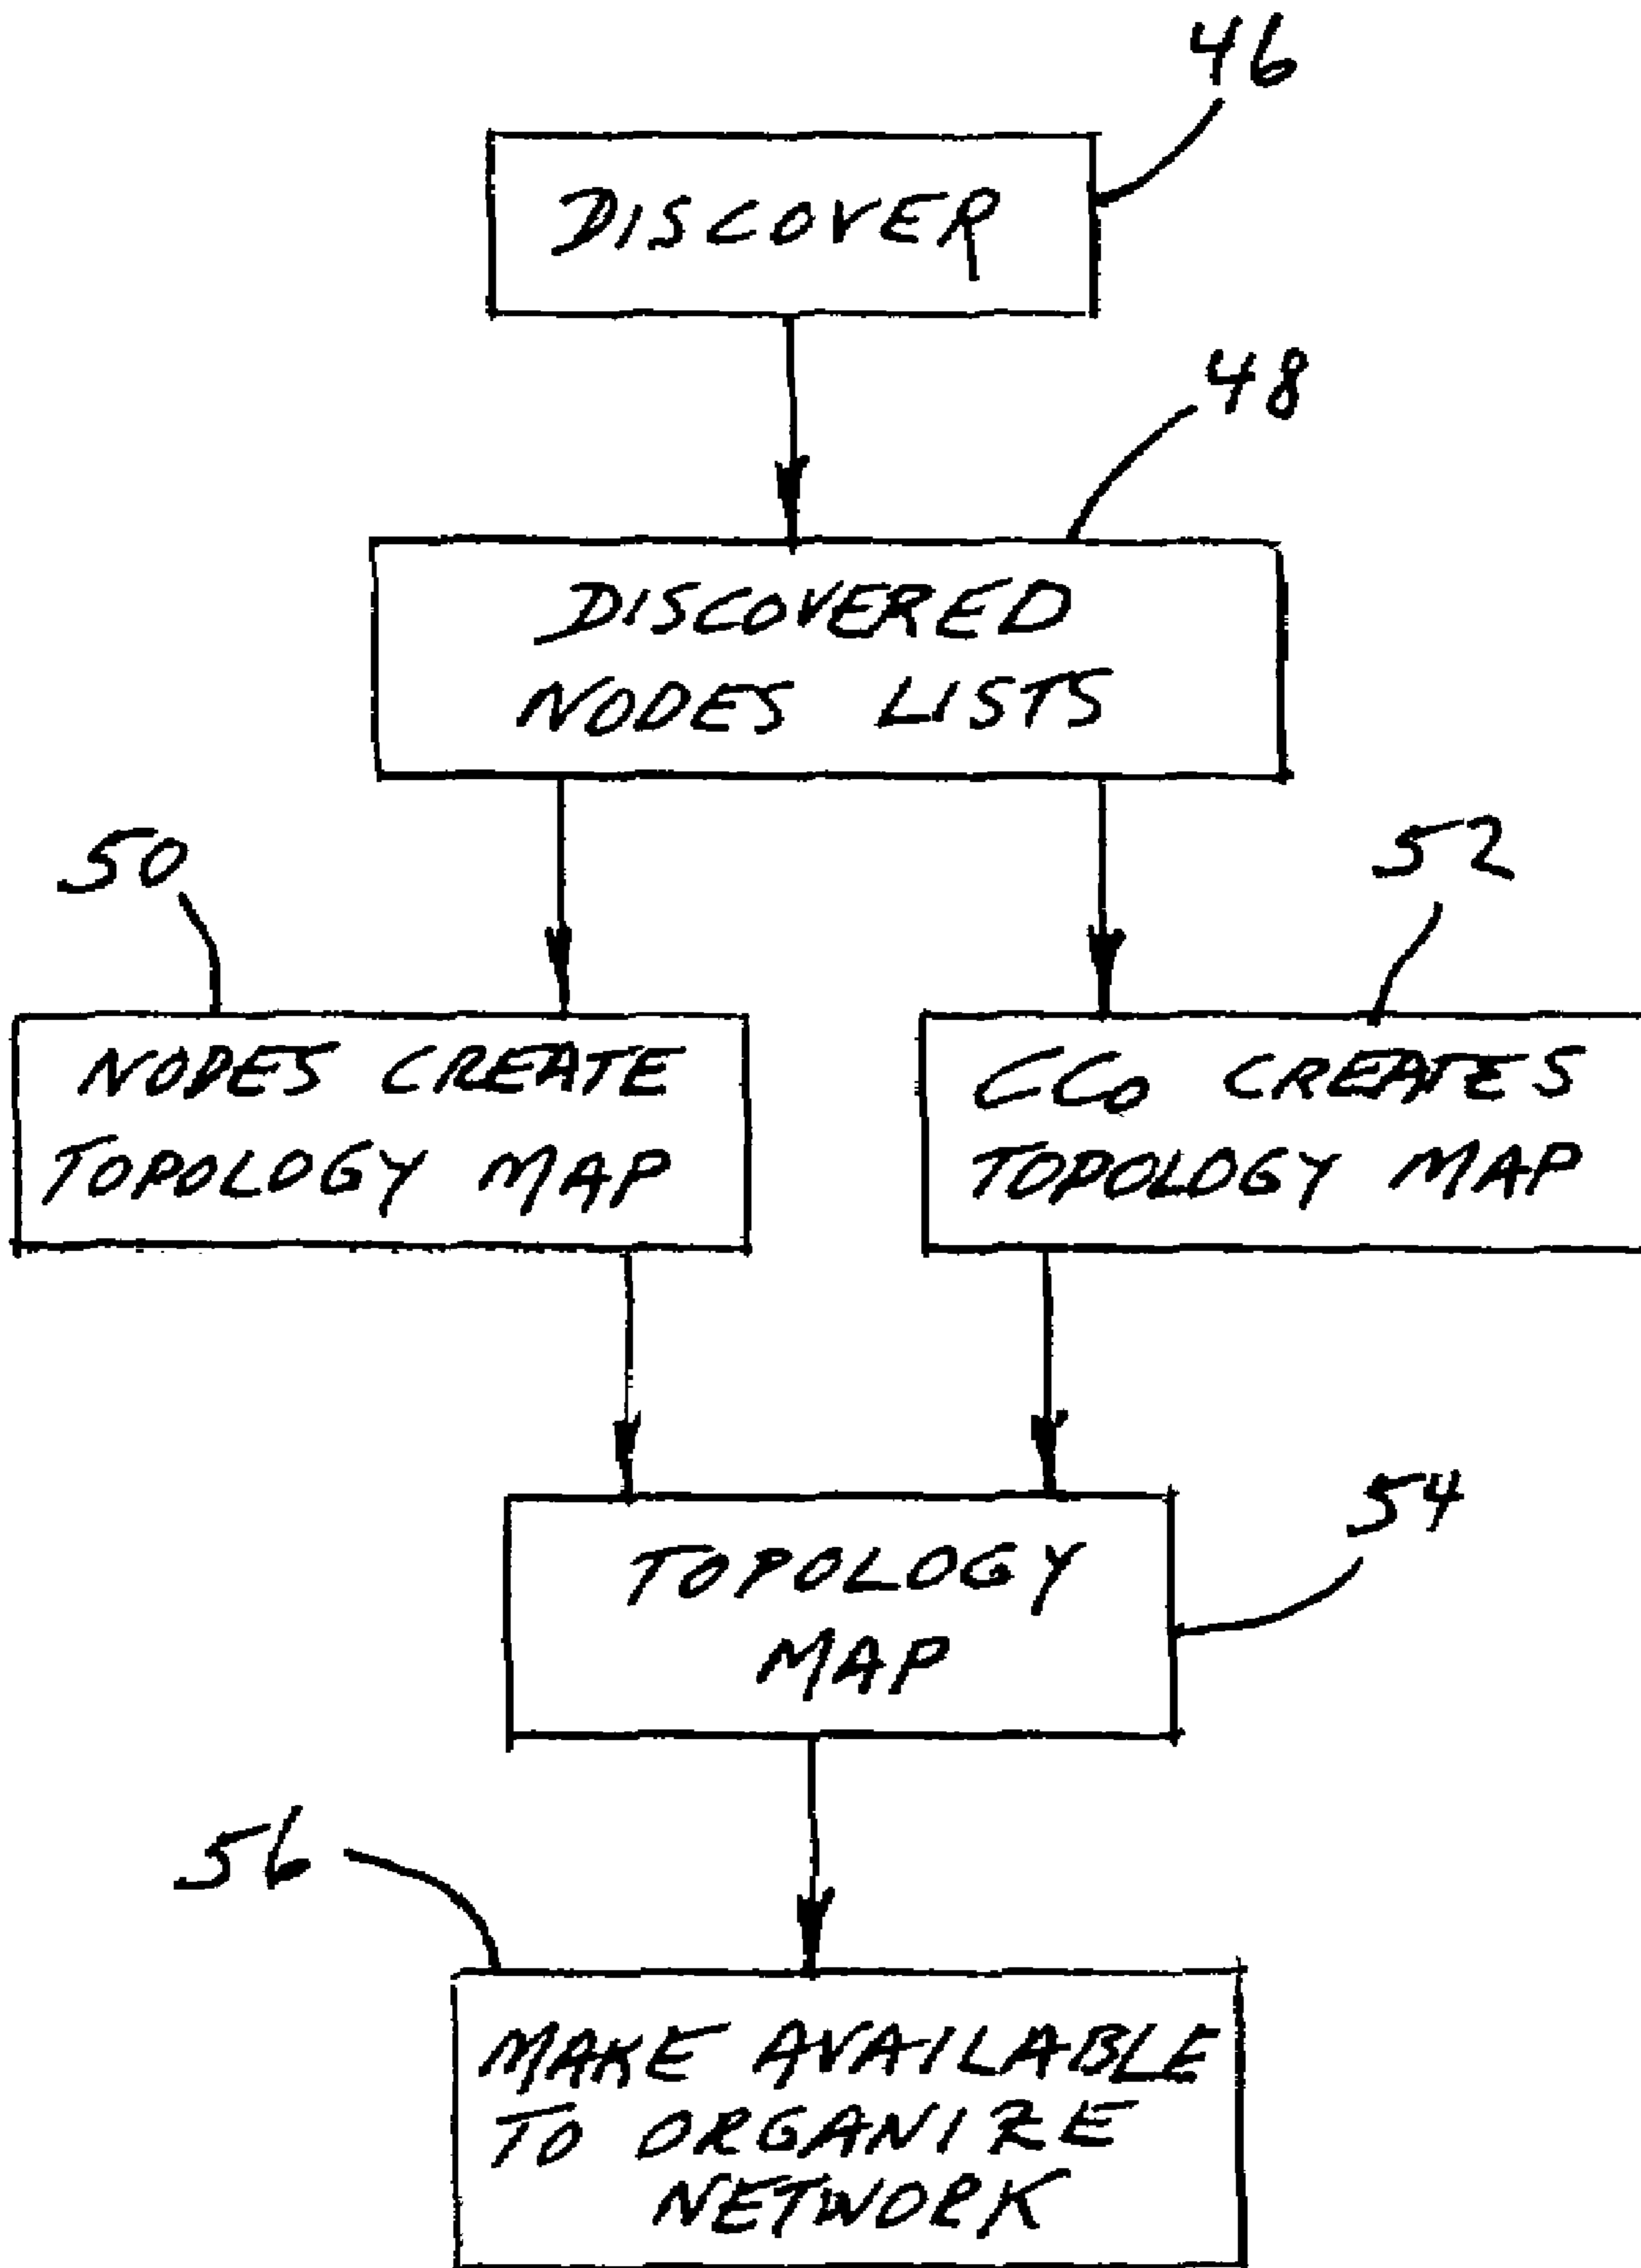 46
DISCOVER
48
DISCOVERED
NODES LISTS
50
52
NODES CREATE
TOPOLOGY MAP
CCo CREATES
TOPOLOGY MAP
54
TOPOLOGY
MAP
56
MAKE AVAILABLE
TO ORGANIZE
NETWORK